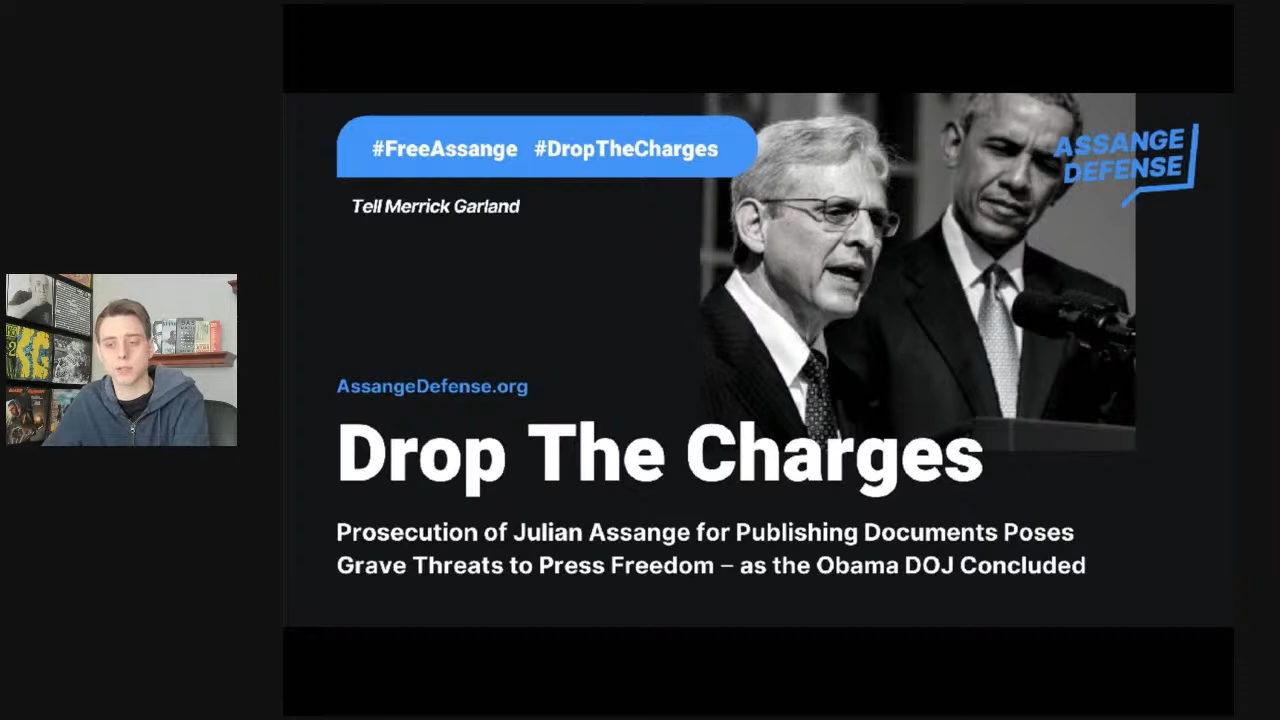 #FreeAssange #DropTheCharges
ASSANGE
DEFENSE
Tell Merrick Garland
AssangeDefense.org
Drop The Charges
Prosecution of Julian Assange for Publishing Documents Poses
Grave Threats to Press Freedom – as the Obama DOJ Concluded